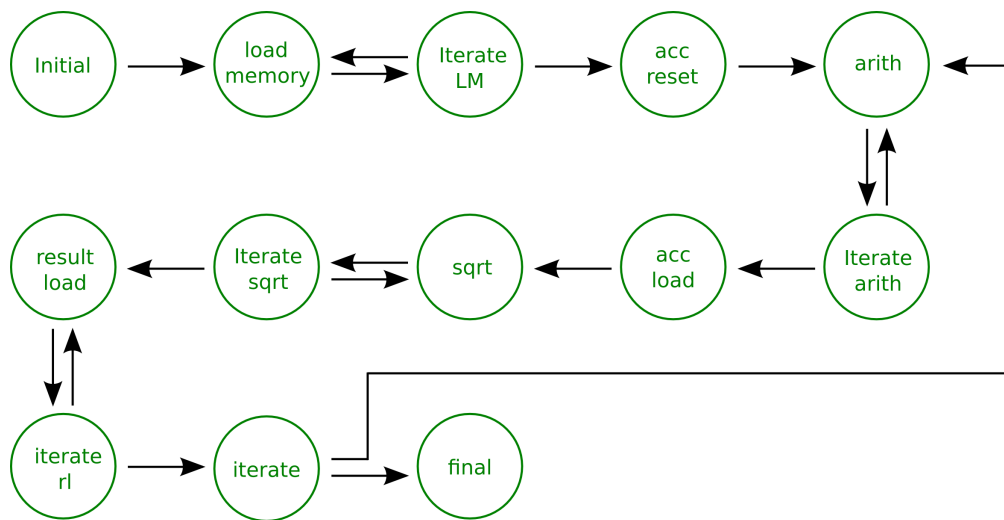 Initial
load
memory
Iterate
LM
acc
reset
arith
result
load
Iterate
sqrt
sqrt
acc
load
Iterate
arith
iterate
rl
iterate
final